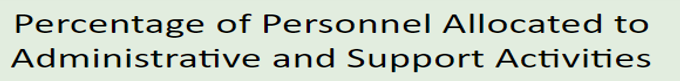 Percentage of Personnel Allocated to
Administrative and Support Activities